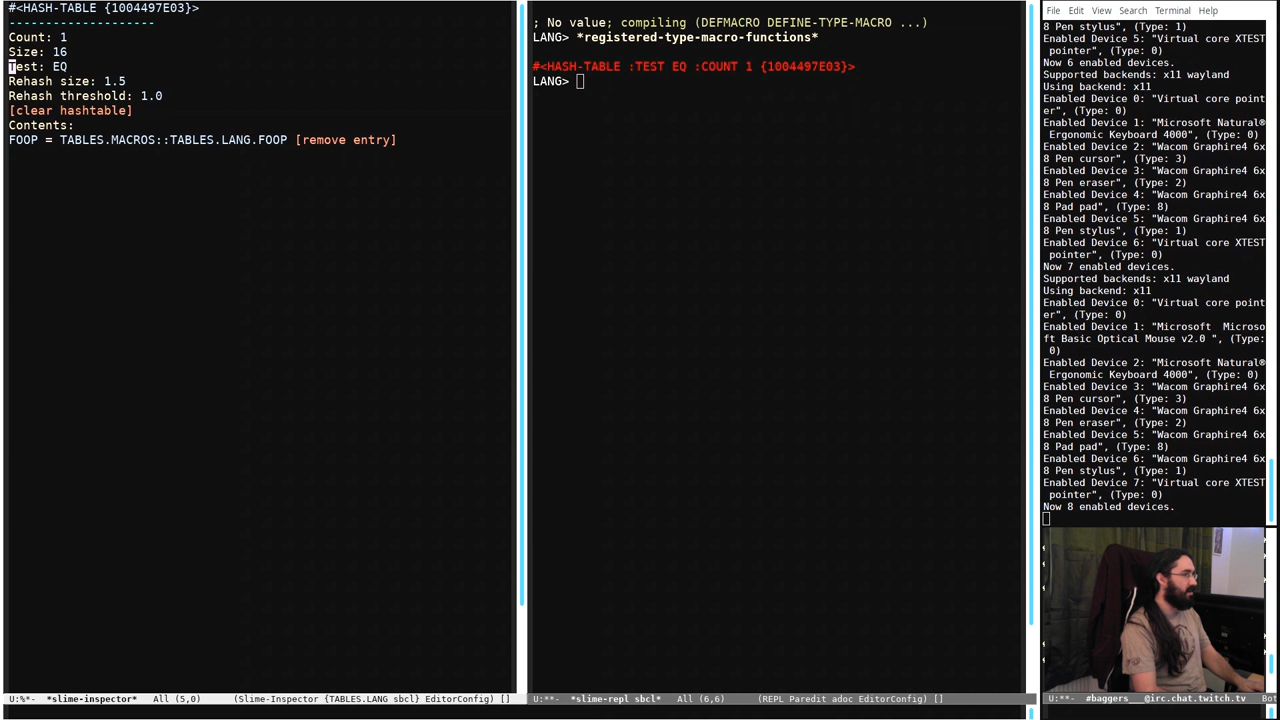 #<HASH-TABLE {1004497E03}>
--------------------
Count: 1
Size: 16
Test: EQ
Rehash size: 1.5
Rehash threshold: 1.0
[clear hashtable]
Contents:
FOOP = TABLES.MACROS::TABLES.LANG.FOOP [remove entry]
U:%*-  *slime-inspector*   All (5,0)     (Slime-Inspector {TABLES.LANG sbcl} EditorConfig) []
; No value; compiling (DEFMACRO DEFINE-TYPE-MACRO ...)
LANG> *registered-type-macro-functions*
#<HASH-TABLE :TEST EQ :COUNT 1 {1004497E03}>
LANG>
U:**-  *slime-repl sbcl*   All (6,6)     (REPL Paredit adoc EditorConfig) []
File Edit View Search Terminal Help
8 Pen stylus", (Type: 1)
Enabled Device 5: "Virtual core XTEST
pointer", (Type: 0)
Now 6 enabled devices.
Supported backends: x11 wayland
Using backend: x11
Enabled Device 0: "Virtual core point
er", (Type: 0)
Enabled Device 1: "Microsoft Natural®
Ergonomic Keyboard 4000", (Type: 0)
Enabled Device 2: "Wacom Graphire4 6x
8 Pen cursor", (Type: 3)
Enabled Device 3: "Wacom Graphire4 6x
8 Pen eraser", (Type: 2)
Enabled Device 4: "Wacom Graphire4 6x
8 Pad pad", (Type: 8)
Enabled Device 5: "Wacom Graphire4 6x
8 Pen stylus", (Type: 1)
Enabled Device 6: "Virtual core XTEST
pointer", (Type: 0)
Now 7 enabled devices.
Supported backends: x11 wayland
Using backend: x11
Enabled Device 0: "Virtual core point
er", (Type: 0)
Enabled Device 1: "Microsoft  Microso
ft Basic Optical Mouse v2.0 ", (Type:
0)
Enabled Device 2: "Microsoft Natural®
Ergonomic Keyboard 4000", (Type: 0)
Enabled Device 3: "Wacom Graphire4 6x
8 Pen cursor", (Type: 3)
Enabled Device 4: "Wacom Graphire4 6x
8 Pen eraser", (Type: 2)
Enabled Device 5: "Wacom Graphire4 6x
8 Pad pad", (Type: 8)
Enabled Device 6: "Wacom Graphire4 6x
8 Pen stylus", (Type: 1)
Enabled Device 7: "Virtual core XTEST
pointer", (Type: 0)
Now 8 enabled devices.
U:**-  #baggers___@irc.chat.twitch.tv   Bot